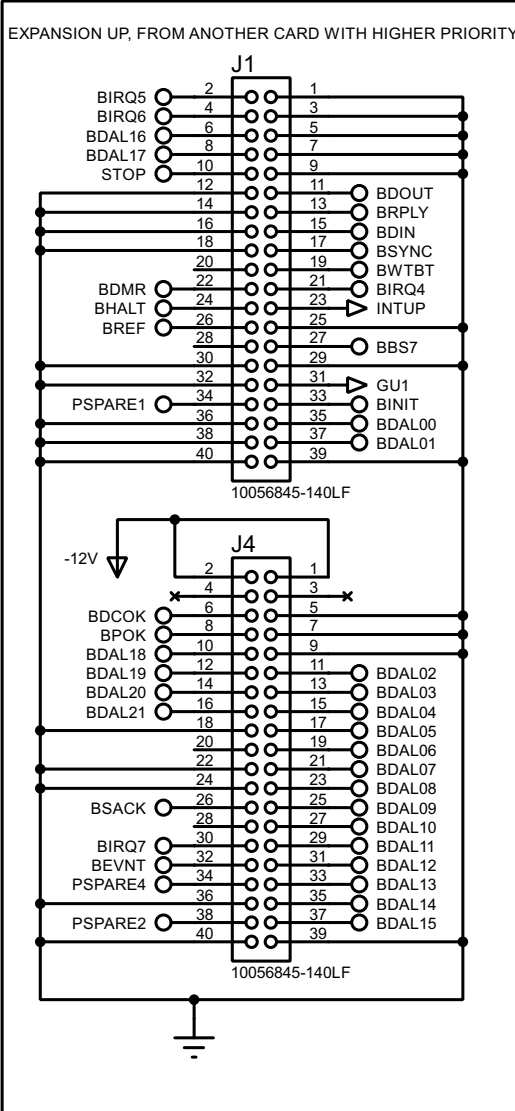 EXPANSION UP, FROM ANOTHER CARD WITH HIGHER PRIORITY
J1
BIRQ5 2 1
BIRQ6 4 3
BDAL16 6 5
BDAL17 8 7
STOP 10 9
12 11 BDOUT
14 13 BRPLY
16 15 BDIN
18 17 BSYNC
20 19 BWTBT
BDMR 22 21 BIRQ4
BHALT 24 23 INTUP
BREF 26 25
28 27 BBS7
30 29
32 31 GU1
PSPARE1 34 33 BINIT
36 35 BDAL00
38 37 BDAL01
40 39
10056845-140LF
-12V
J4
2 1
4 3
BDCOK 6 5
BPOK 8 7
BDAL18 10 9
BDAL19 12 11 BDAL02
BDAL20 14 13 BDAL03
BDAL21 16 15 BDAL04
18 17 BDAL05
20 19 BDAL06
22 21 BDAL07
24 23 BDAL08
BSACK 26 25 BDAL09
28 27 BDAL10
BIRQ7 30 29 BDAL11
BEVNT 32 31 BDAL12
PSPARE4 34 33 BDAL13
36 35 BDAL14
PSPARE2 38 37 BDAL15
40 39
10056845-140LF